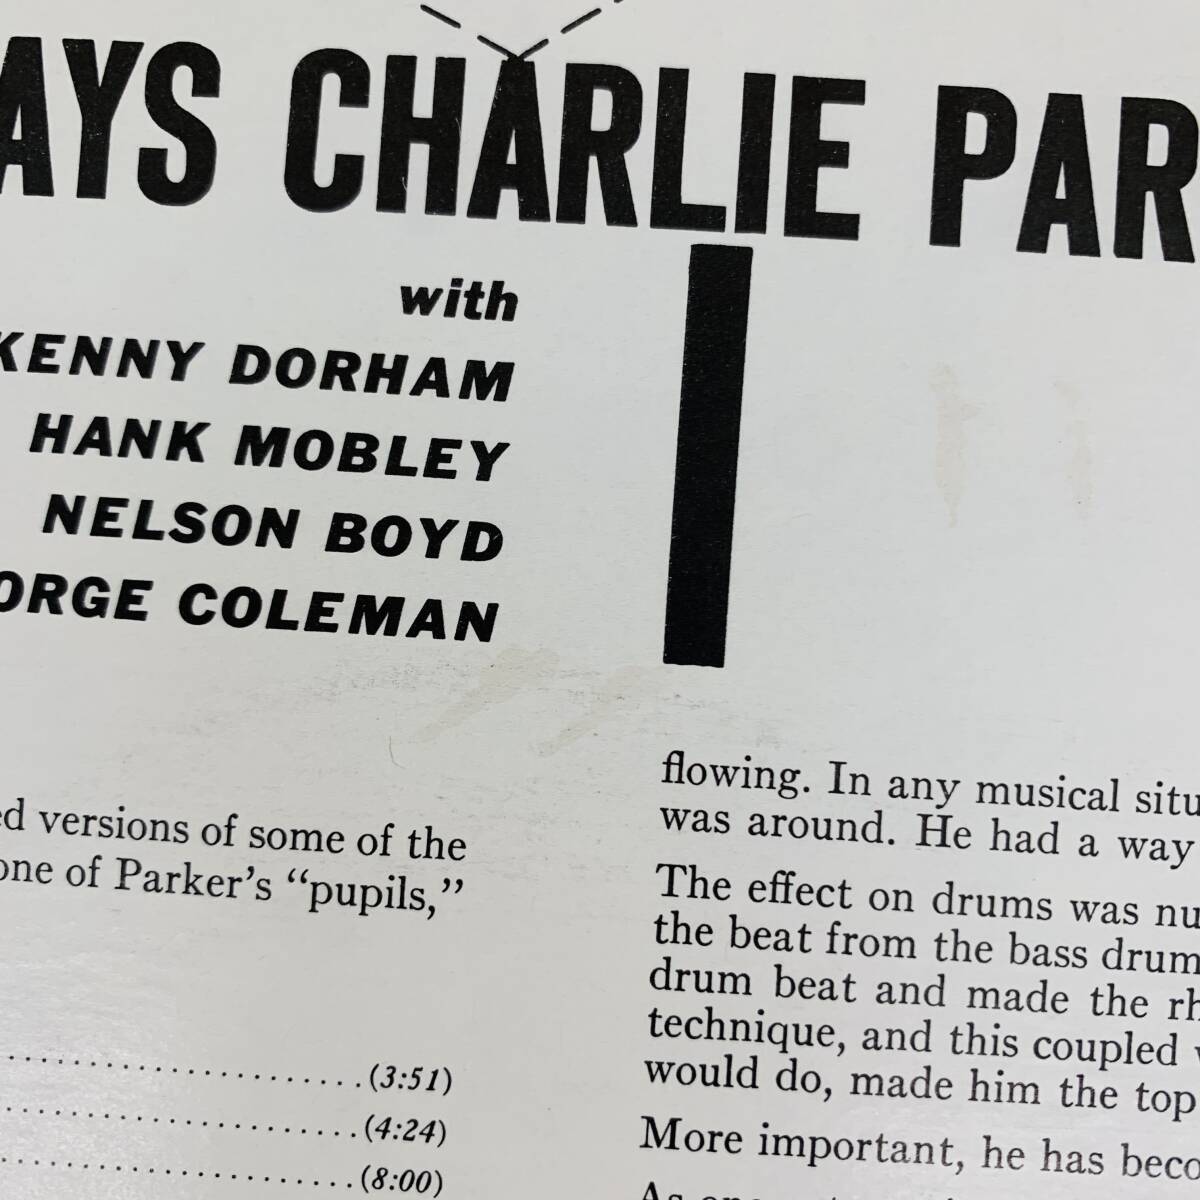 AYS CHARLIE PAR
with
KENNY DORHAM
HANK MOBLEY
NELSON BOYD
ORGE COLEMAN
ed versions of some of the
one of Parker's “pupils,”
(3:51)
(4:24)
(8:00)
flowing. In any musical situ
was around. He had a way
The effect on drums was nu
the beat from the bass drum
drum beat and made the rh
technique, and this coupled
would do, made him the top
More important, he has beco